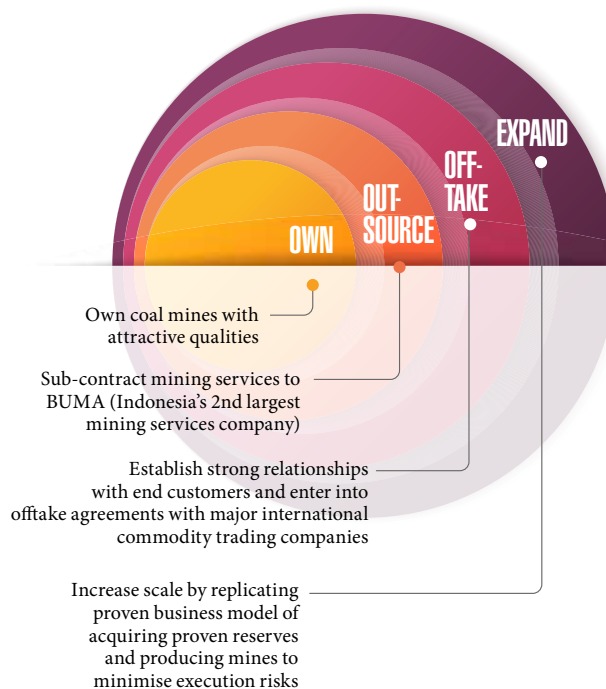 EXPAND
OFF-
TAKE
OUT-
SOURCE
OWN
Own coal mines with
attractive qualities
Sub-contract mining services to
BUMA (Indonesia’s 2nd largest
mining services company)
Establish strong relationships
with end customers and enter into
offtake agreements with major international
commodity trading companies
Increase scale by replicating
proven business model of
acquiring proven reserves
and producing mines to
minimise execution risks